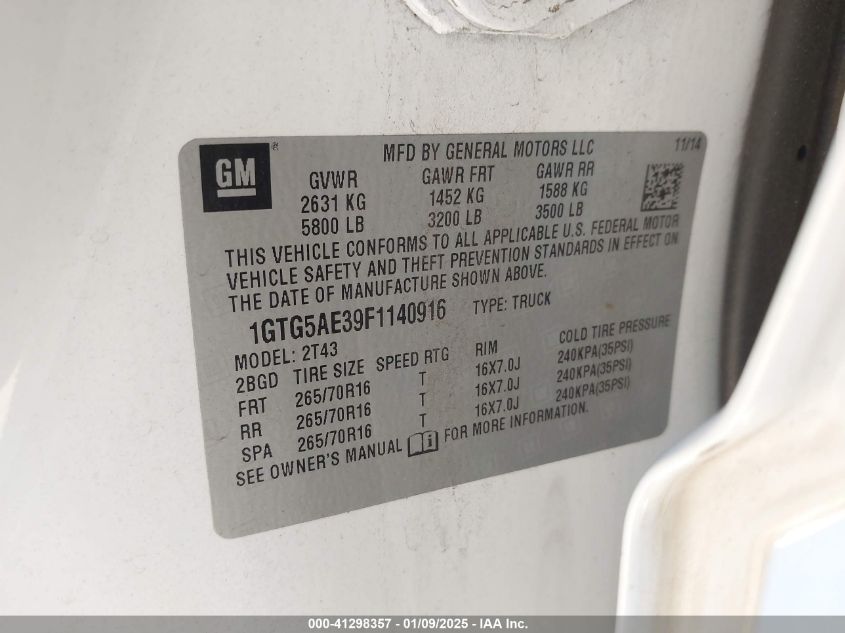 GM
MFD BY GENERAL MOTORS LLC 11/14
GVWR GAWR FRT GAWR RR
2631 KG 1452 KG 1588 KG
5800 LB 3200 LB 3500 LB
THIS VEHICLE CONFORMS TO ALL APPLICABLE U.S. FEDERAL MOTOR
VEHICLE SAFETY AND THEFT PREVENTION STANDARDS IN EFFECT ON
THE DATE OF MANUFACTURE SHOWN ABOVE.
1GTG5AE39F1140916 TYPE: TRUCK
MODEL: 2T43
2BGD TIRE SIZE SPEED RTG RIM COLD TIRE PRESSURE
FRT 265/70R16 T 16X7.0J 240KPA(35PSI)
RR 265/70R16 T 16X7.0J 240KPA(35PSI)
SPA 265/70R16 T 16X7.0J 240KPA(35PSI)
SEE OWNER'S MANUAL FOR MORE INFORMATION.
000-41298357 - 01/09/2025 - IAA Inc.